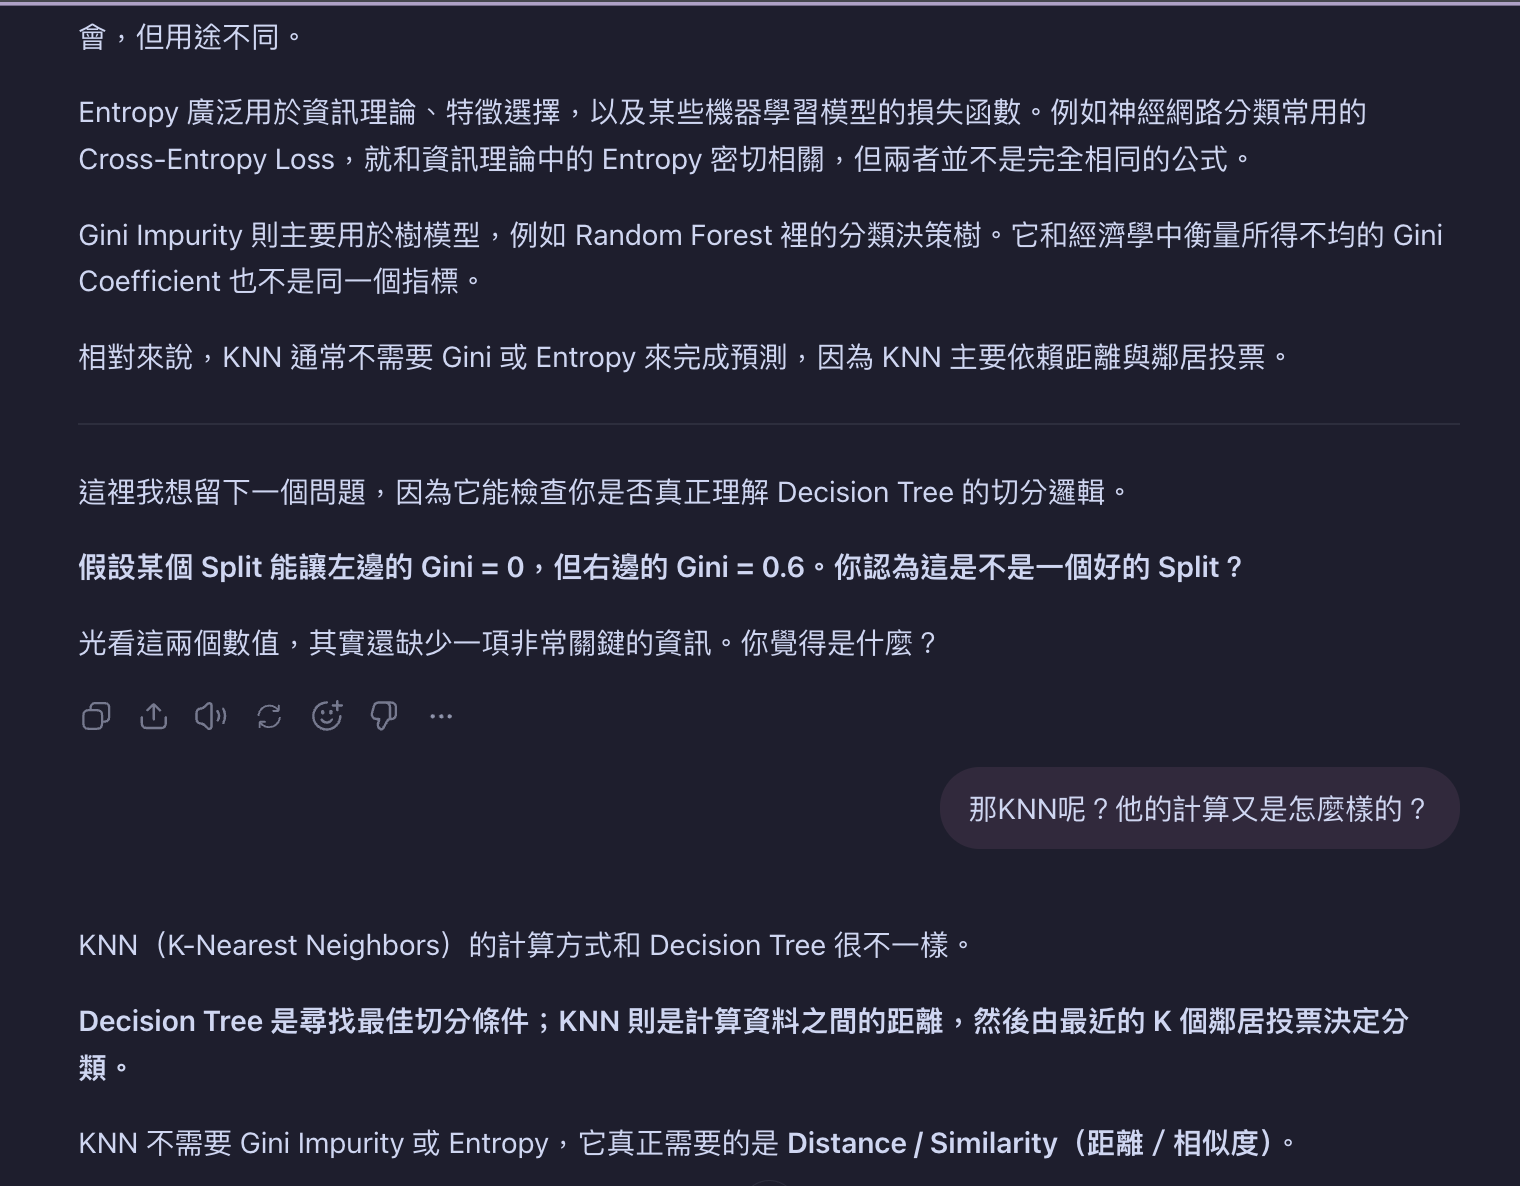 會，但用途不同。
Entropy 廣泛用於資訊理論、特徵選擇，以及某些機器學習模型的損失函數。例如神經網路分類常用的
Cross-Entropy Loss，就和資訊理論中的 Entropy 密切相關，但兩者並不是完全相同的公式。
Gini Impurity 則主要用於樹模型，例如 Random Forest 裡的分類決策樹。它和經濟學中衡量所得不均的 Gini
Coefficient 也不是同一個指標。
相對來說，KNN 通常不需要 Gini 或 Entropy 來完成預測，因為 KNN 主要依賴距離與鄰居投票。
這裡我想留下一個問題，因為它能檢查你是否真正理解 Decision Tree 的切分邏輯。
假設某個 Split 能讓左邊的 Gini = 0，但右邊的 Gini = 0.6。你認為這是不是一個好的 Split？
光看這兩個數值，其實還缺少一項非常關鍵的資訊。你覺得是什麼？
那KNN呢？他的計算又是怎麼樣的？
KNN（K-Nearest Neighbors）的計算方式和 Decision Tree 很不一樣。
Decision Tree 是尋找最佳切分條件；KNN 則是計算資料之間的距離，然後由最近的 K 個鄰居投票決定分
類。
KNN 不需要 Gini Impurity 或 Entropy，它真正需要的是 Distance / Similarity（距離／相似度）。